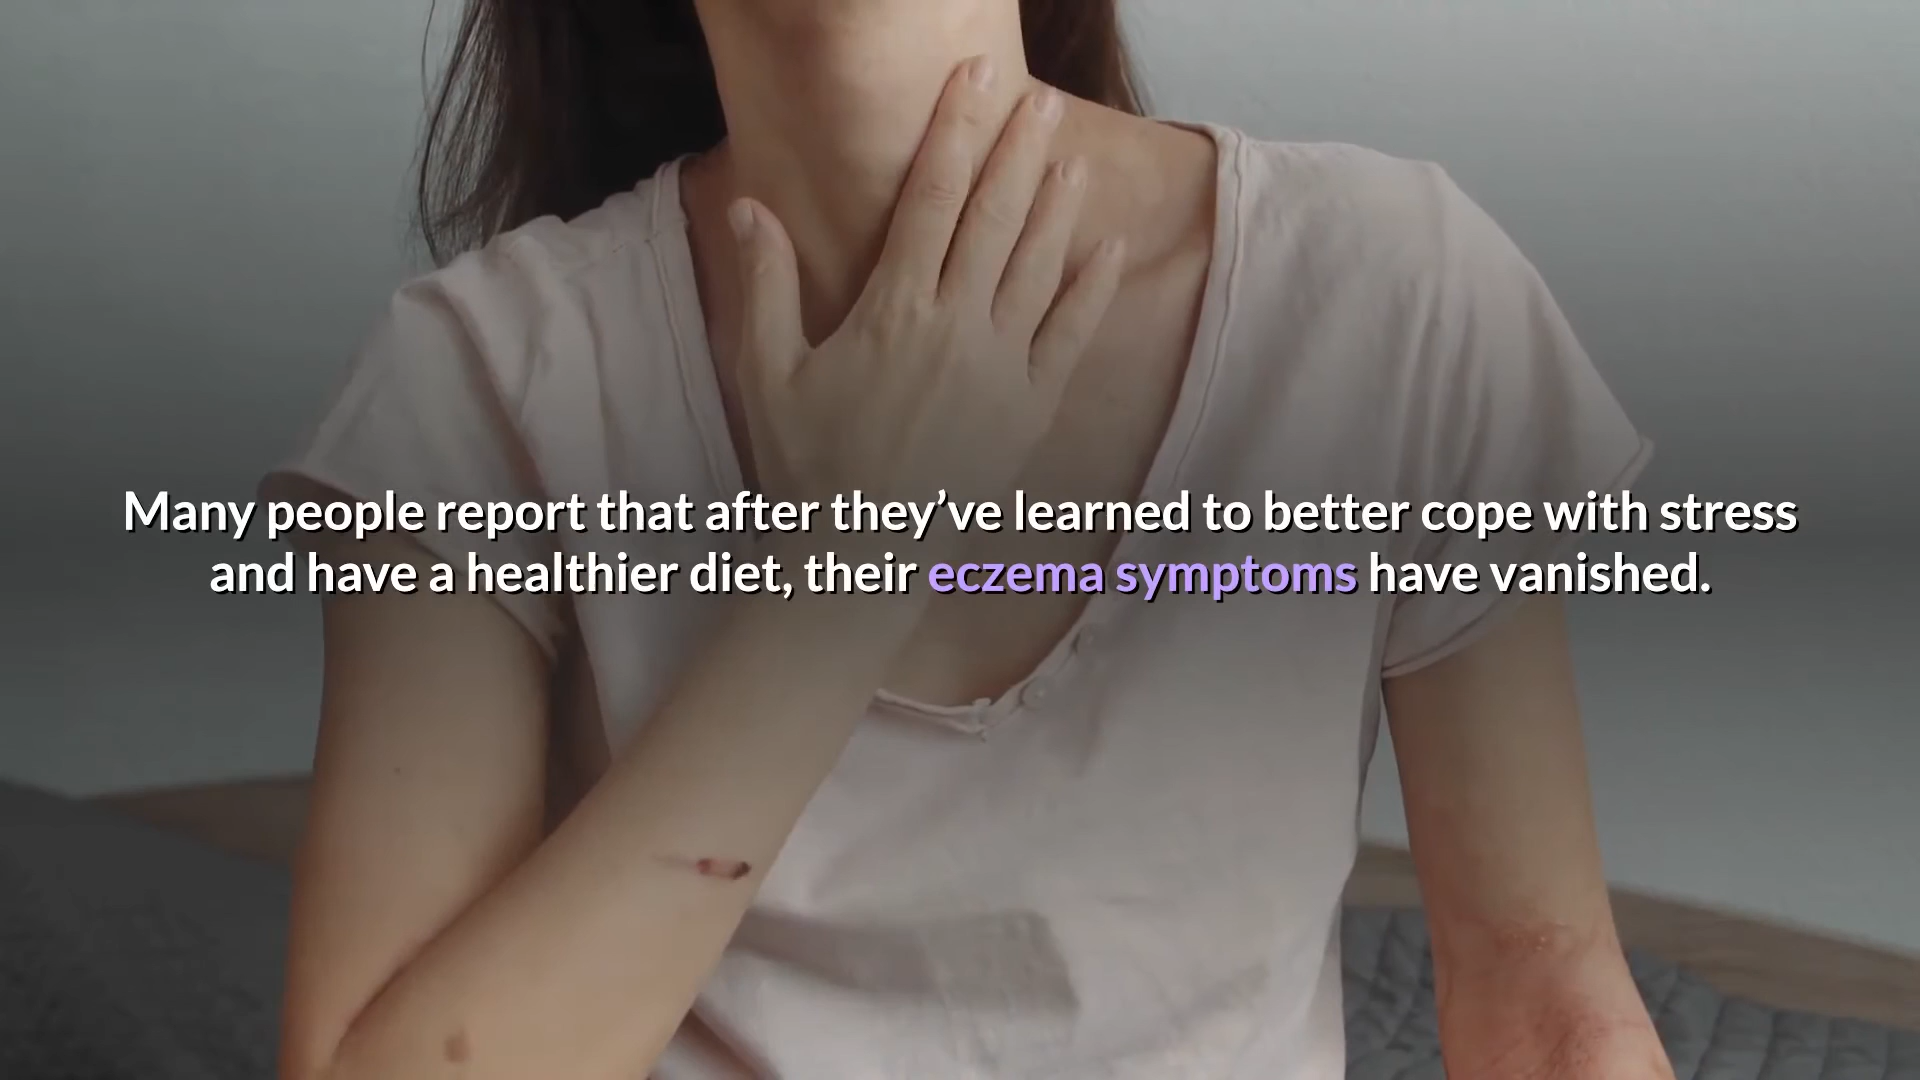 Many people report that after they’ve learned to better cope with stress
and have a healthier diet, their eczema symptoms have vanished.